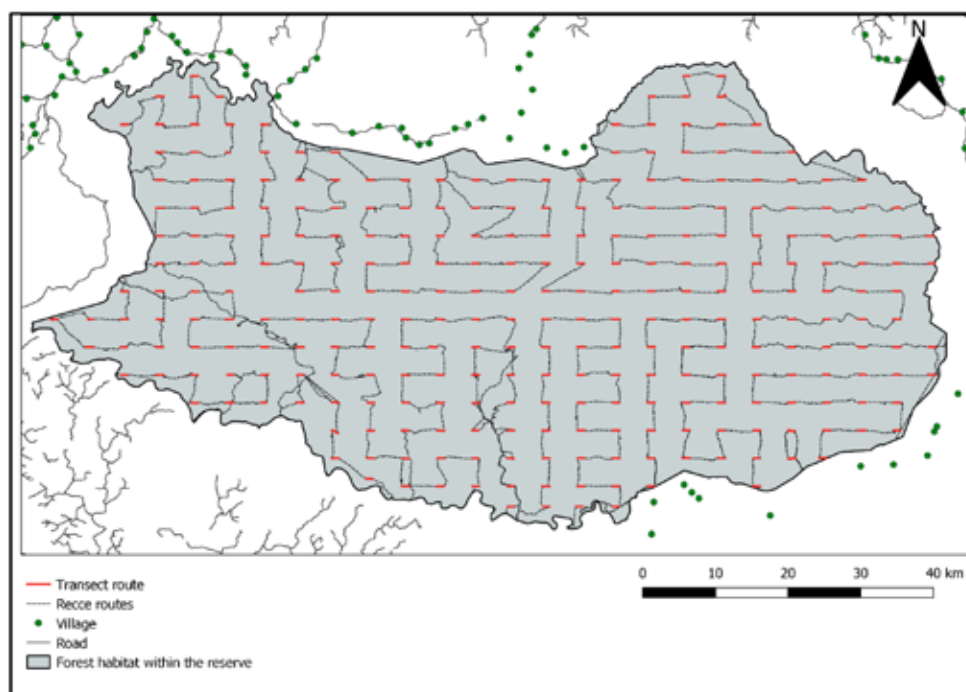 N
Transect route
Recce routes
Village
Road
Forest habitat within the reserve
0 10 20 30 40 km